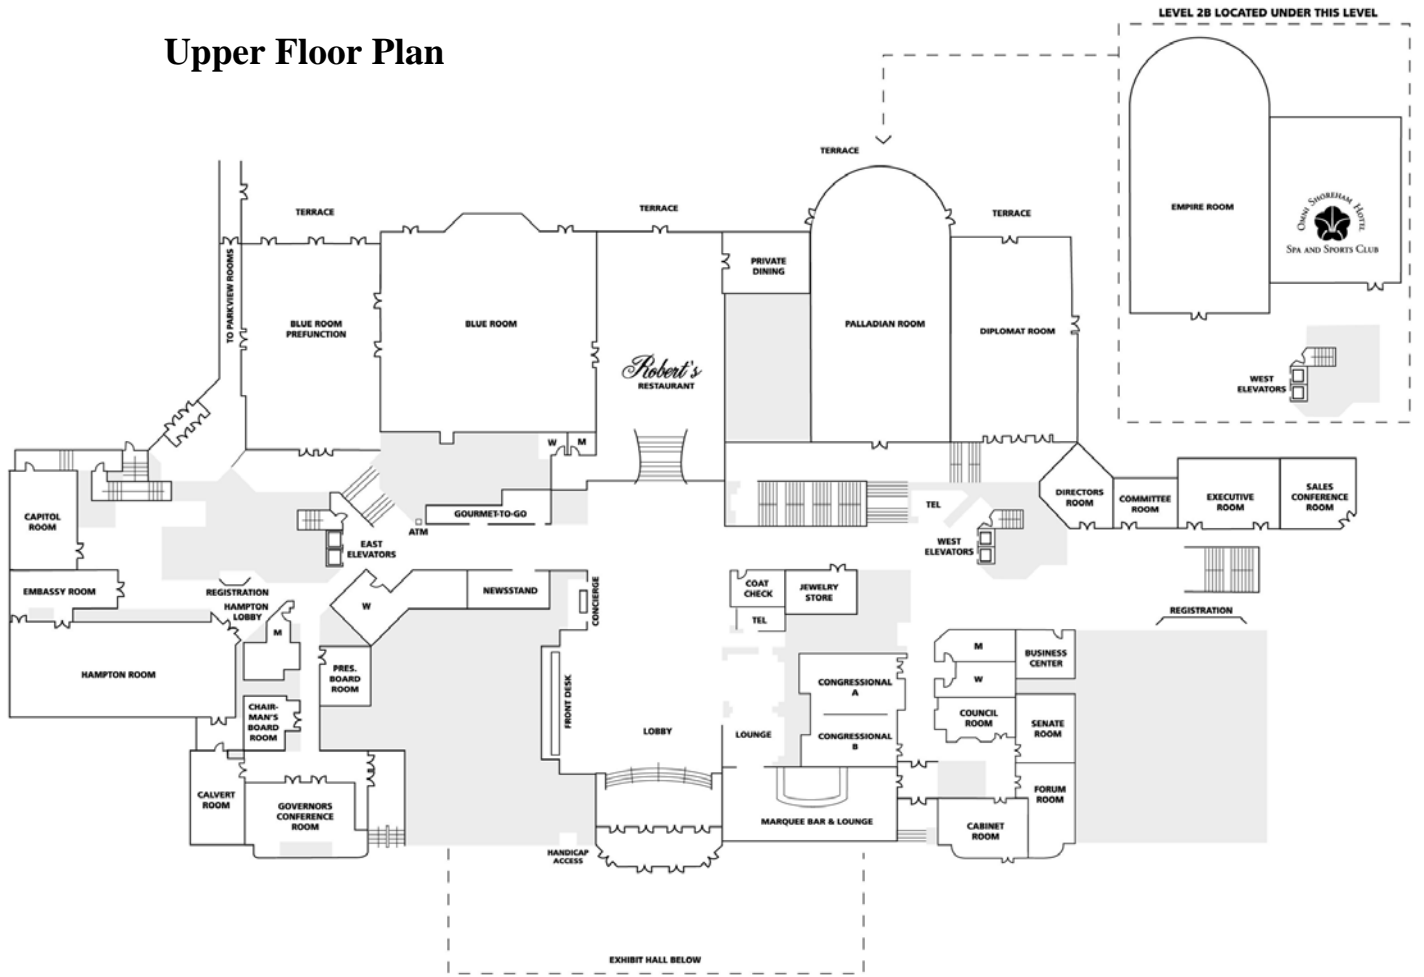 LEVEL 2B LOCATED UNDER THIS LEVEL
Upper Floor Plan
TERRACE
EMPIRE ROOM
OMNI SHOREHAM HOTEL
SPA AND SPORTS CLUB
TERRACE
TERRACE
TERRACE
TO PARKVIEW ROOMS
PRIVATE
DINING
BLUE ROOM
PREFUNCTION
BLUE ROOM
PALLADIAN ROOM
DIPLOMAT ROOM
Robert's
RESTAURANT
WEST
ELEVATORS
W
M
CAPITOL
ROOM
GOURMET-TO-GO
ATM
EAST
ELEVATORS
TEL
WEST
ELEVATORS
DIRECTORS
ROOM
COMMITTEE
ROOM
EXECUTIVE
ROOM
SALES
CONFERENCE
ROOM
EMBASSY ROOM
REGISTRATION
HAMPTON
LOBBY
W
NEWSSTAND
CONCIERGE
COAT
CHECK
JEWELRY
STORE
TEL
REGISTRATION
M
HAMPTON ROOM
PRES.
BOARD
ROOM
CHAIR-
MAN'S
BOARD
ROOM
FRONT DESK
LOBBY
LOUNGE
CONGRESSIONAL
A
CONGRESSIONAL
B
M
W
BUSINESS
CENTER
COUNCIL
ROOM
SENATE
ROOM
CALVERT
ROOM
GOVERNORS
CONFERENCE
ROOM
MARQUEE BAR & LOUNGE
FORUM
ROOM
CABINET
ROOM
HANDICAP
ACCESS
EXHIBIT HALL BELOW